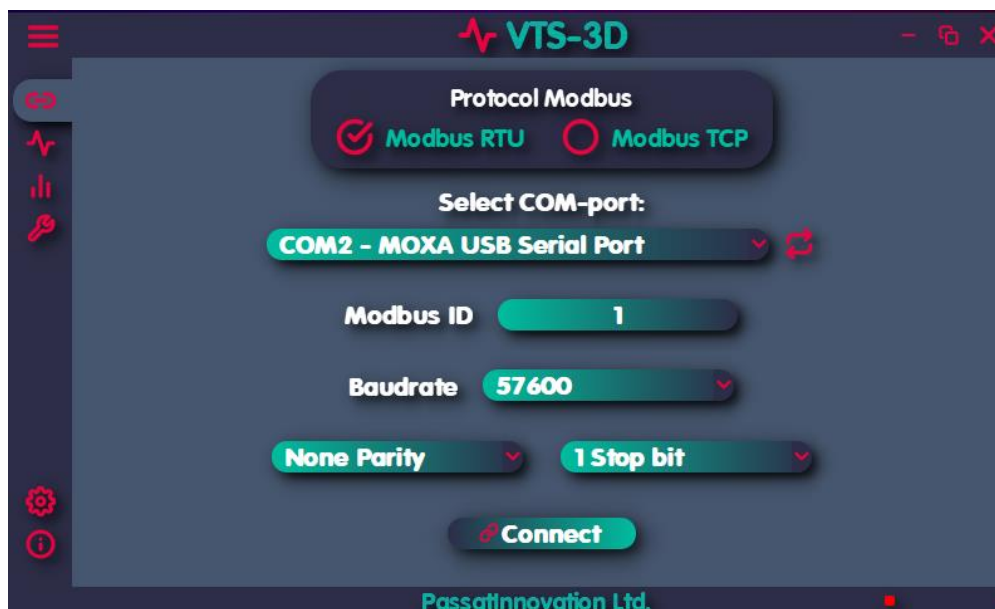 VTS-3D
Protocol Modbus
Modbus RTU Modbus TCP
Select COM-port:
COM2 - MOXA USB Serial Port
Modbus ID 1
Baudrate 57600
None Parity 1 Stop bit
Connect
PassatInnovation Ltd.